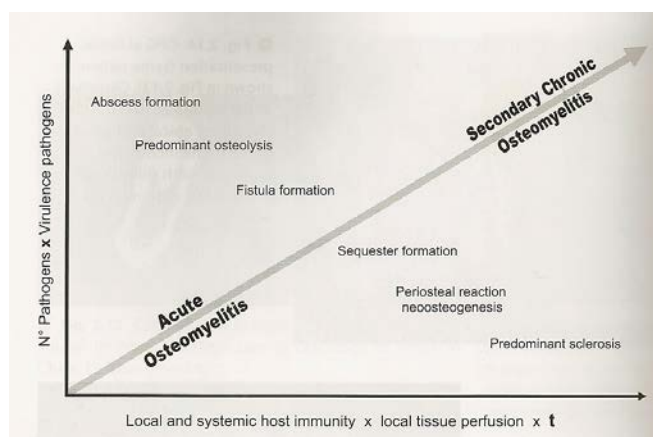 Abscess formation
Predominant osteolysis
Fistula formation
Sequester formation
Periosteal reaction
neoosteogenesis
Predominant sclerosis
Acute
Osteomyelitis
Secondary Chronic
Osteomyelitis
N° Pathogens x Virulence pathogens
Local and systemic host immunity x local tissue perfusion x t